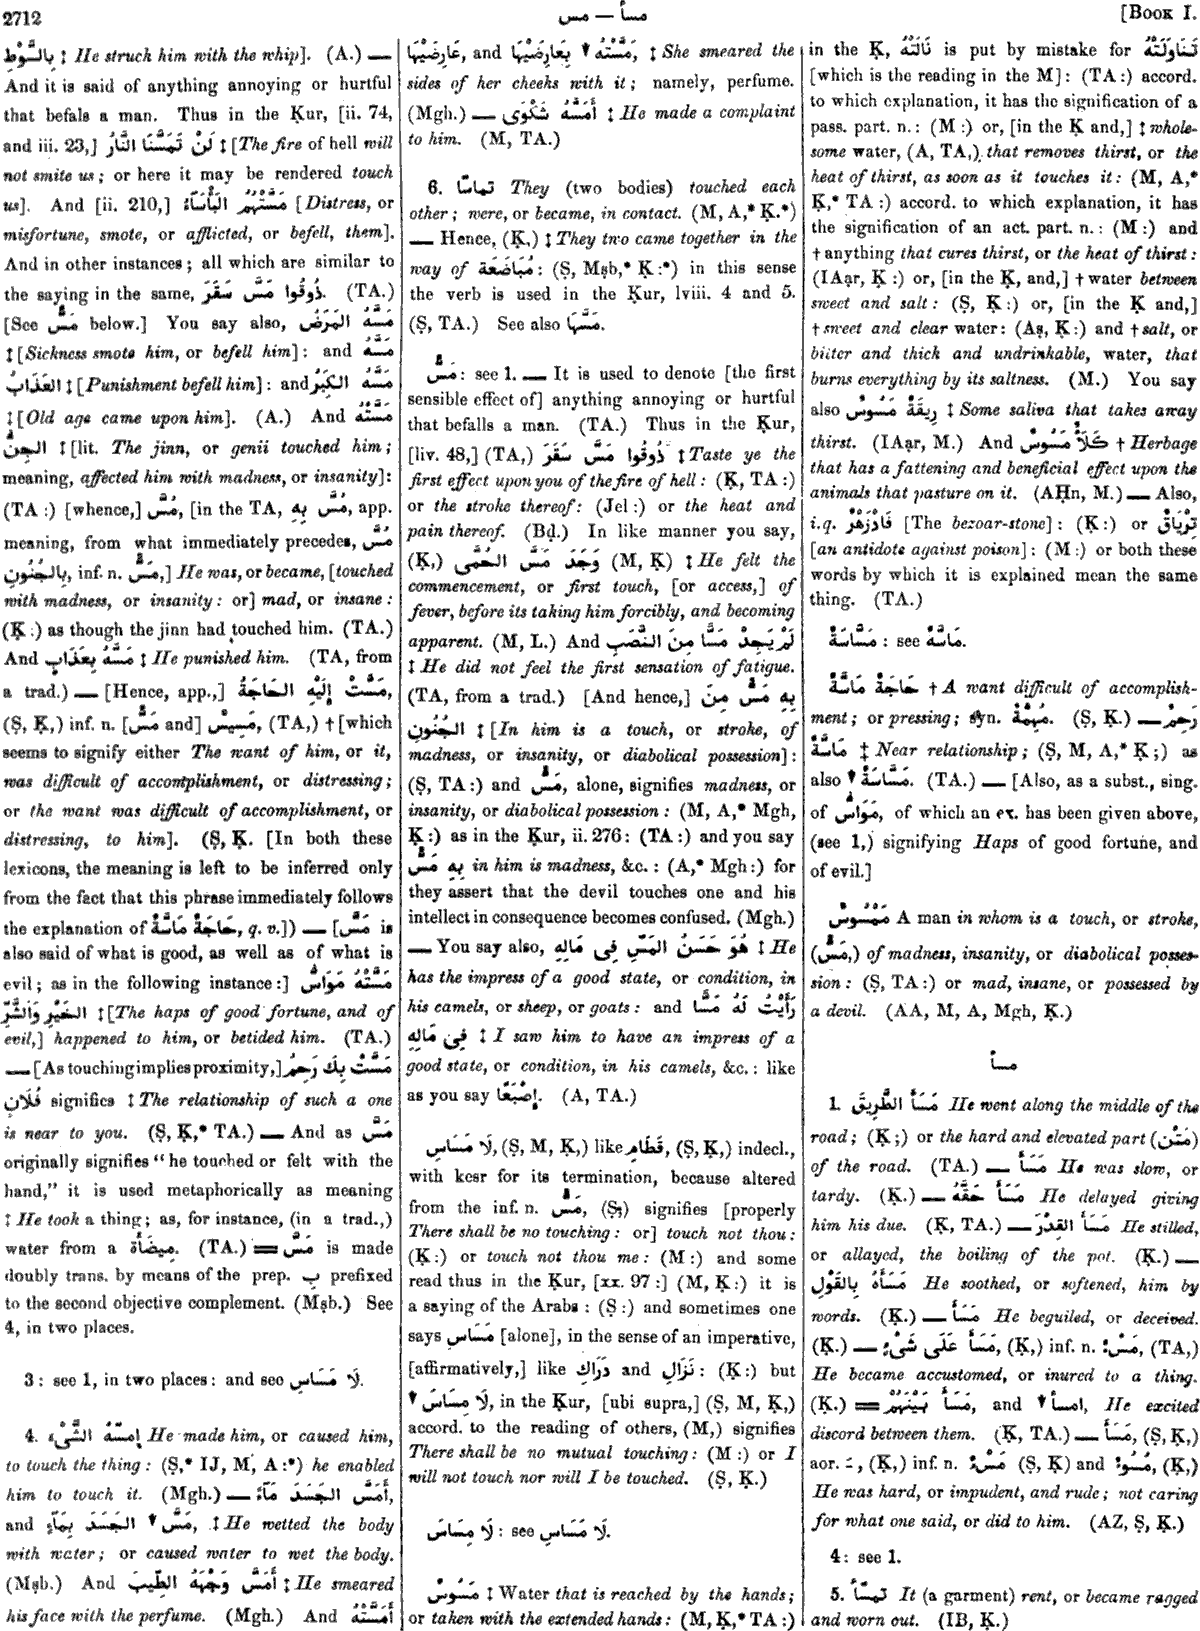 2712
مسأ — مس
[BOOK I.
بِالسَّوْطِ ‡ He struck him with the whip]. (A.) —
And it is said of anything annoying or hurtful
that befals a man. Thus in the Ḳur, [ii. 74,
and iii. 23,] لَنْ تَمَسَّنَا النَّارُ ‡ [The fire of hell will
not smite us; or here it may be rendered touch
us]. And [ii. 210,] مَسَّتْهُمُ البَأْسَآءُ [Distress, or
misfortune, smote, or afflicted, or befell, them].
And in other instances; all which are similar to
the saying in the same, ذُوقُوا مَسَّ سَقَرَ. (TA.)
[See مَسٌّ below.] You say also, مَسَّهُ المَرَضُ
‡ [Sickness smote him, or befell him]: and مَسَّهُ
العَذَابُ ‡ [Punishment befell him]: and مَسَّهُ الكِبَرُ
‡ [Old age came upon him]. (A.) And مَسَّتْهُ
الجِنُّ ‡ [lit. The jinn, or genii touched him;
meaning, affected him with madness, or insanity]:
(TA:) [whence,] مُسَّ, [in the TA, مُسَّ بِهِ, app.
meaning, from what immediately precedes, مُسَّ
بِالجُنُونِ, inf. n. مَسٌّ,] He was, or became, [touched
with madness, or insanity: or] mad, or insane:
(Ḳ:) as though the jinn had touched him. (TA.)
And مَسَّهُ بِعَذَابٍ ‡ He punished him. (TA, from
a trad.) — [Hence, app.,] مَسَّتْ إِلَيْهِ الحَاجَةُ,
(Ṣ, Ḳ,) inf. n. [مَسٌّ and] مَسِيسٌ, (TA,) † [which
seems to signify either The want of him, or it,
was difficult of accomplishment, or distressing;
or the want was difficult of accomplishment, or
distressing, to him]. (Ṣ, Ḳ. [In both these
lexicons, the meaning is left to be inferred only
from the fact that this phrase immediately follows
the explanation of حَاجَةٌ مَاسَّةٌ, q. v.]) — [مَسَّ is
also said of what is good, as well as of what is
evil; as in the following instance:] مَسَّتْهُ مَوَاسُّ
الخَيْرِ وَالشَّرِّ ‡ [The haps of good fortune, and of
evil,] happened to him, or betided him. (TA.)
— [As touching implies proximity,] مَسَّتْ بِكَ رَحِمُ
فُلَانٍ signifies ‡ The relationship of such a one
is near to you. (Ṣ, Ḳ,* TA.) — And as مَسَّ
originally signifies "he touched or felt with the
hand," it is used metaphorically as meaning
‡ He took a thing; as, for instance, (in a trad.,)
water from a مِيضَأَة. (TA.) = مَسَّ is made
doubly trans. by means of the prep. بِ prefixed
to the second objective complement. (Mṣb.) See
4, in two places.
3: see 1, in two places: and see لَا مَسَاسِ.
4. امسّهُ الشَّىْءَ He made him, or caused him,
to touch the thing: (Ṣ,* IJ, M, A:*) he enabled
him to touch it. (Mgh.) — أَمَسَّ الجَسَدَ مَآءً,
and مَسَّ ▼ الجَسَدَ بِمَآءٍ, ‡ He wetted the body
with water; or caused water to wet the body.
(Mṣb.) And أَمَسَّ وَجْهَهُ الطِّيبَ ‡ He smeared
his face with the perfume. (Mgh.) And أَمَسَّتْهُ
عَارِضَيْهَا, and مَسَّتْهُ ▼ بِعَارِضَيْهَا, ‡ She smeared the
sides of her cheeks with it; namely, perfume.
(Mgh.) — أَمَسَّهُ شَكْوَى ‡ He made a complaint
to him. (M, TA.)
6. تماسّا They (two bodies) touched each
other; were, or became, in contact. (M, A,* Ḳ.*)
— Hence, (Ḳ,) ‡ They two came together in the
way of مُبَاضَعَة: (Ṣ, Mṣb,* Ḳ:*) in this sense
the verb is used in the Ḳur, lviii. 4 and 5.
(Ṣ, TA.) See also مَسَّهَا.
مَسٌّ: see 1. — It is used to denote [the first
sensible effect of] anything annoying or hurtful
that befalls a man. (TA.) Thus in the Ḳur,
[liv. 48,] (TA,) ذُوقُوا مَسَّ سَقَرَ ‡ Taste ye the
first effect upon you of the fire of hell: (Ḳ, TA:)
or the stroke thereof: (Jel:) or the heat and
pain thereof. (Bḍ.) In like manner you say,
(Ḳ,) وَجَدَ مَسَّ الحُمَّى (M, Ḳ) ‡ He felt the
commencement, or first touch, [or access,] of
fever, before its taking him forcibly, and becoming
apparent. (M, L.) And لَمْ يَجِدْ مَسًّا مِنَ النَّصَبِ
‡ He did not feel the first sensation of fatigue.
(TA, from a trad.) [And hence,] بِهِ مَسٌّ مِنَ
الجُنُونِ ‡ [In him is a touch, or stroke, of
madness, or insanity, or diabolical possession]:
(Ṣ, TA:) and مَسٌّ, alone, signifies madness, or
insanity, or diabolical possession: (M, A,* Mgh,
Ḳ:) as in the Ḳur, ii. 276: (TA:) and you say
بِهِ مَسٌّ in him is madness, &c.: (A,* Mgh:) for
they assert that the devil touches one and his
intellect in consequence becomes confused. (Mgh.)
— You say also, هُوَ حَسَنُ المَسِّ فِى مَالِهِ ‡ He
has the impress of a good state, or condition, in
his camels, or sheep, or goats: and رَأَيْتُ لَهُ مَسًّا
فِى مَالِهِ ‡ I saw him to have an impress of a
good state, or condition, in his camels, &c.: like
as you say إِصْبَعًا. (A, TA.)
لَا مَسَاسِ, (Ṣ, M, Ḳ,) like قَطَامِ, (Ṣ, Ḳ,) indecl.,
with kesr for its termination, because altered
from the inf. n. مَسٌّ, (Ṣ) signifies [properly
There shall be no touching: or] touch not thou:
(Ḳ:) or touch not thou me: (M:) and some
read thus in the Ḳur, [xx. 97:] (M, Ḳ:) it is
a saying of the Arabs: (Ṣ:) and sometimes one
says مَسَاسِ [alone], in the sense of an imperative,
[affirmatively,] like دَرَاكِ and نَزَالِ: (Ḳ:) but
▼ لَا مِسَاسَ, in the Ḳur, [ubi supra,] (Ṣ, M, Ḳ,)
accord. to the reading of others, (M,) signifies
There shall be no mutual touching: (M:) or I
will not touch nor will I be touched. (Ṣ, Ḳ.)
لَا مِسَاسَ: see لَا مَسَاسِ.
مَسُوسٌ ‡ Water that is reached by the hands;
or taken with the extended hands: (M, Ḳ,* TA:)
in the Ḳ, نَالَتْهُ is put by mistake for تَنَاوَلَتْهُ
[which is the reading in the M]: (TA:) accord.
to which explanation, it has the signification of a
pass. part. n.: (M:) or, [in the Ḳ and,] ‡ whole-
some water, (A, TA,) that removes thirst, or the
heat of thirst, as soon as it touches it: (M, A,*
Ḳ,* TA:) accord. to which explanation, it has
the signification of an act. part. n.: (M:) and
† anything that cures thirst, or the heat of thirst:
(IAạr, Ḳ:) or, [in the Ḳ, and,] † water between
sweet and salt: (Ṣ, Ḳ:) or, [in the Ḳ and,]
† sweet and clear water: (Aṣ, Ḳ:) and † salt, or
bitter and thick and undrinkable, water, that
burns everything by its saltness. (M.) You say
also رِيقَةٌ مَسُوسٌ ‡ Some saliva that takes away
thirst. (IAạr, M.) And كَلَأٌ مَسُوسٌ † Herbage
that has a fattening and beneficial effect upon the
animals that pasture on it. (AḤn, M.) — Also,
i.q. فَادَزَهْرٌ [The bezoar-stone]: (Ḳ:) or تِرْيَاقٌ
[an antidote against poison]: (M:) or both these
words by which it is explained mean the same
thing. (TA.)
مَسَّاسَةٌ: see مَاسَّةٌ.
حَاجَةٌ مَاسَّةٌ † A want difficult of accomplish-
ment; or pressing; syn. مُهِمَّةٌ. (Ṣ, Ḳ.) — رَحِمٌ
مَاسَّةٌ ‡ Near relationship; (Ṣ, M, A,* Ḳ;) as
also ▼ مَسَّاسَةٌ. (TA.) — [Also, as a subst., sing.
of مَوَاسُّ, of which an ex. has been given above,
(see 1,) signifying Haps of good fortune, and
of evil.]
مَمْسُوسٌ A man in whom is a touch, or stroke,
(مَسٌّ,) of madness, insanity, or diabolical posses-
sion: (Ṣ, TA:) or mad, insane, or possessed by
a devil. (AA, M, A, Mgh, Ḳ.)
مسأ
1. مَسَأَ الطَّرِيقَ He went along the middle of the
road; (Ḳ;) or the hard and elevated part (مَتْن)
of the road. (TA.) — مَسَأَ He was slow, or
tardy. (Ḳ.) — مَسَأَ حَقَّهُ He delayed giving
him his due. (Ḳ, TA.) — مَسَأَ القِدْرَ He stilled,
or allayed, the boiling of the pot. (Ḳ.) —
مَسَأَهُ بِالقَوْلِ He soothed, or softened, him by
words. (Ḳ.) — مَسَأَ He beguiled, or deceived.
(Ḳ.) — مَسَأَ عَلَى شَىْءٍ, (Ḳ,) inf. n. مَسْءٌ, (TA,)
He became accustomed, or inured to a thing.
(Ḳ.) = مَسَأَ بَيْنَهُمْ, and ▼ امسأ, He excited
discord between them. (Ḳ, TA.) — مَسَأَ, (Ṣ, Ḳ,)
aor. ـَ, (Ḳ,) inf. n. مَسْءٌ (Ṣ, Ḳ) and مُسُوءٌ, (Ḳ,)
He was hard, or impudent, and rude; not caring
for what one said, or did to him. (AZ, Ṣ, Ḳ.)
4: see 1.
5. تمسّأ It (a garment) rent, or became ragged
and worn out. (IB, Ḳ.)